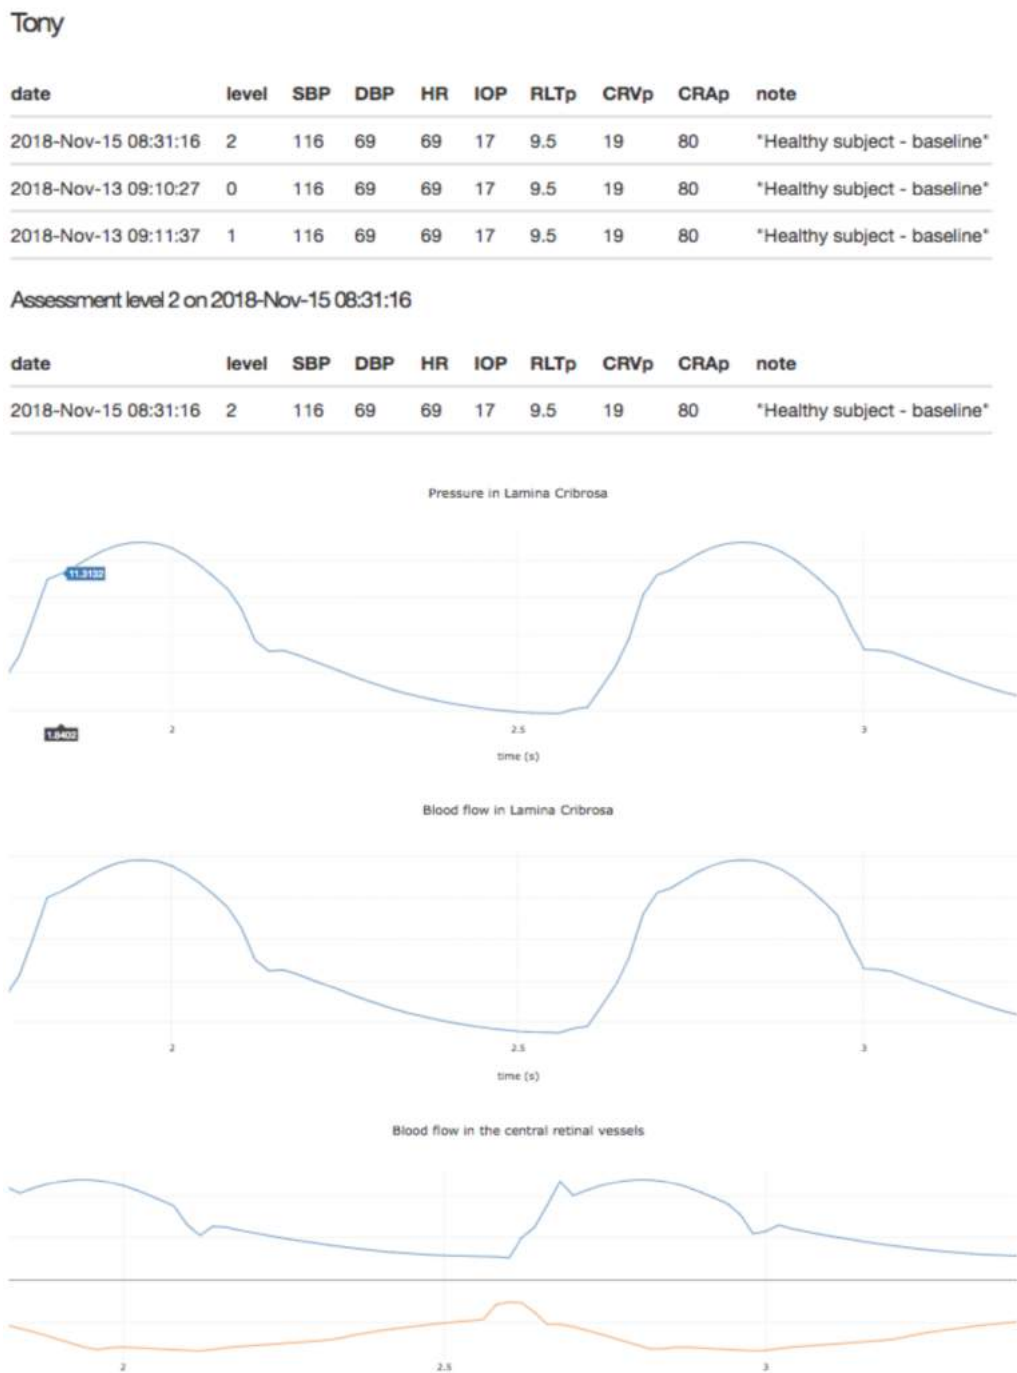 Tony
date level SBP DBP HR IOP RLTp CRVp CRAp note
2018-Nov-15 08:31:16 2 116 69 69 17 9.5 19 80 "Healthy subject - baseline"
2018-Nov-13 09:10:27 0 116 69 69 17 9.5 19 80 "Healthy subject - baseline"
2018-Nov-13 09:11:37 1 116 69 69 17 9.5 19 80 "Healthy subject - baseline"
Assessment level 2 on 2018-Nov-15 08:31:16
date level SBP DBP HR IOP RLTp CRVp CRAp note
2018-Nov-15 08:31:16 2 116 69 69 17 9.5 19 80 "Healthy subject - baseline"
Pressure in Lamina Cribrosa
11.3132
1.8402 2 2.5 3
time (s)
Blood flow in Lamina Cribrosa
2 2.5 3
time (s)
Blood flow in the central retinal vessels
2 2.5 3